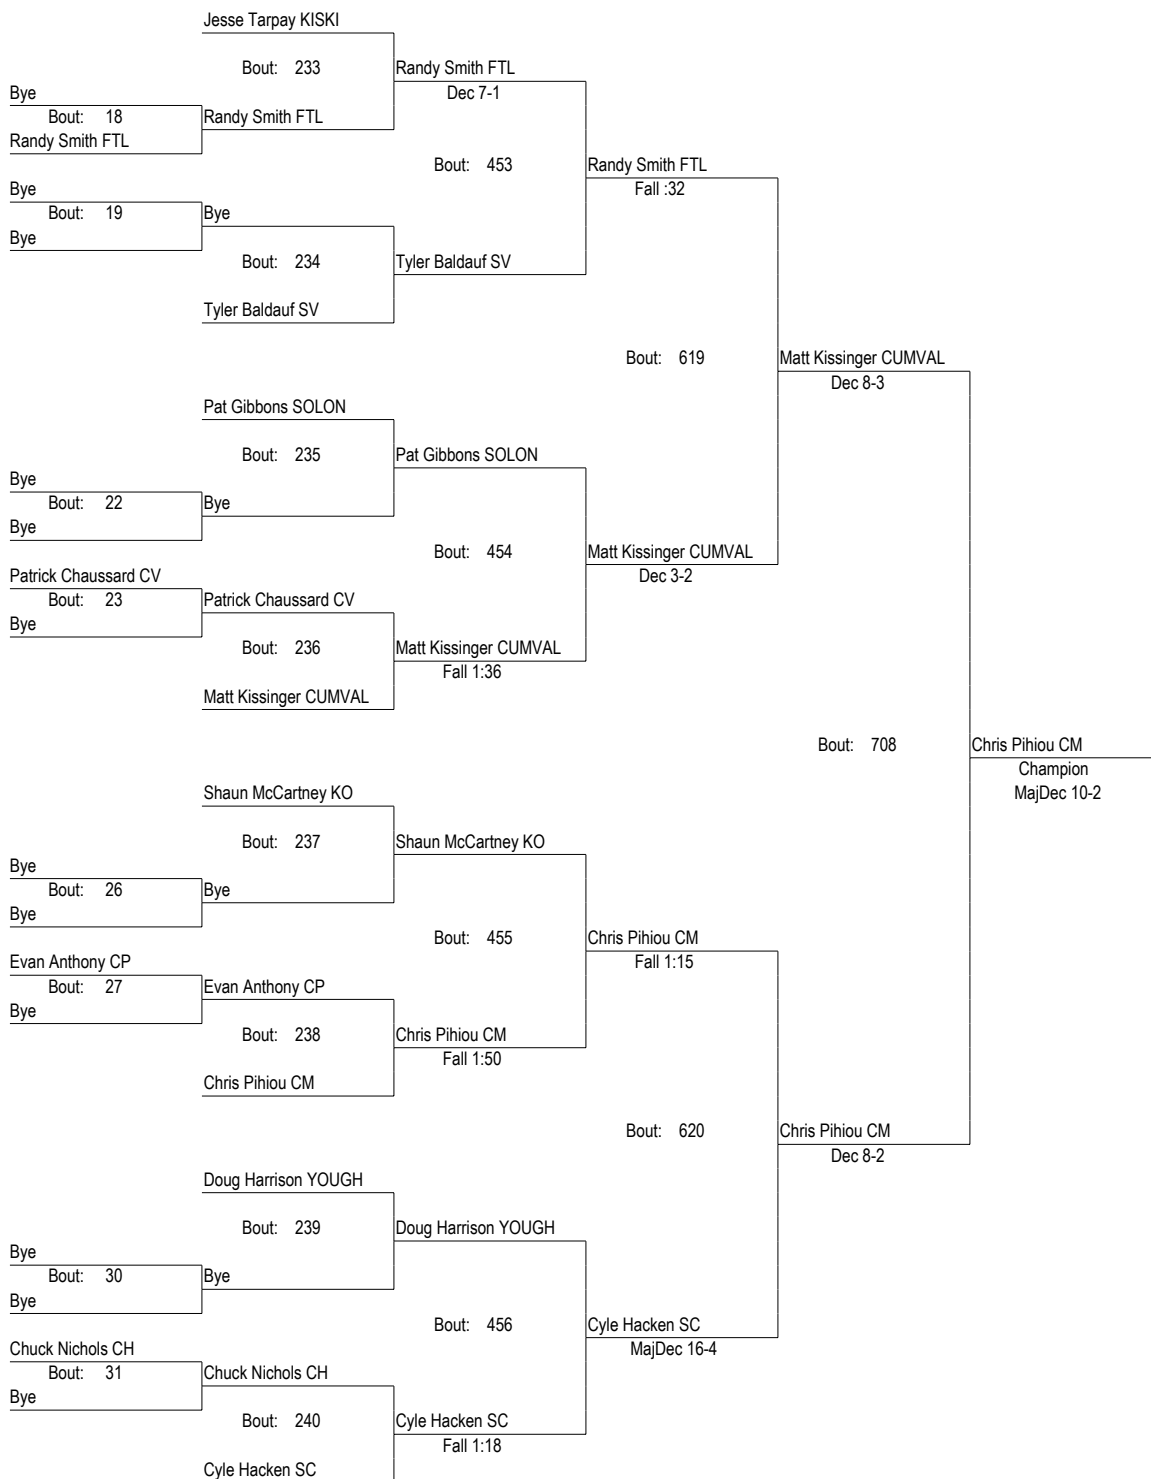 Jesse Tarpay KISKI
Bout: 233
Randy Smith FTL
Dec 7-1
Bye
Bout: 18
Randy Smith FTL
Randy Smith FTL
Bout: 453
Randy Smith FTL
Fall :32
Bye
Bout: 19
Bye
Bye
Bout: 234
Tyler Baldauf SV
Tyler Baldauf SV
Bout: 619
Matt Kissinger CUMVAL
Dec 8-3
Pat Gibbons SOLON
Bout: 235
Pat Gibbons SOLON
Bye
Bout: 22
Bye
Bye
Bout: 454
Matt Kissinger CUMVAL
Dec 3-2
Patrick Chaussard CV
Bout: 23
Patrick Chaussard CV
Bye
Bout: 236
Matt Kissinger CUMVAL
Fall 1:36
Matt Kissinger CUMVAL
Bout: 708
Chris Pihiou CM
Champion
MajDec 10-2
Shaun McCartney KO
Bout: 237
Shaun McCartney KO
Bye
Bout: 26
Bye
Bye
Bout: 455
Chris Pihiou CM
Fall 1:15
Evan Anthony CP
Bout: 27
Evan Anthony CP
Bye
Bout: 238
Chris Pihiou CM
Fall 1:50
Chris Pihiou CM
Bout: 620
Chris Pihiou CM
Dec 8-2
Doug Harrison YOUGH
Bout: 239
Doug Harrison YOUGH
Bye
Bout: 30
Bye
Bye
Bout: 456
Cyle Hacken SC
MajDec 16-4
Chuck Nichols CH
Bout: 31
Chuck Nichols CH
Bye
Bout: 240
Cyle Hacken SC
Fall 1:18
Cyle Hacken SC